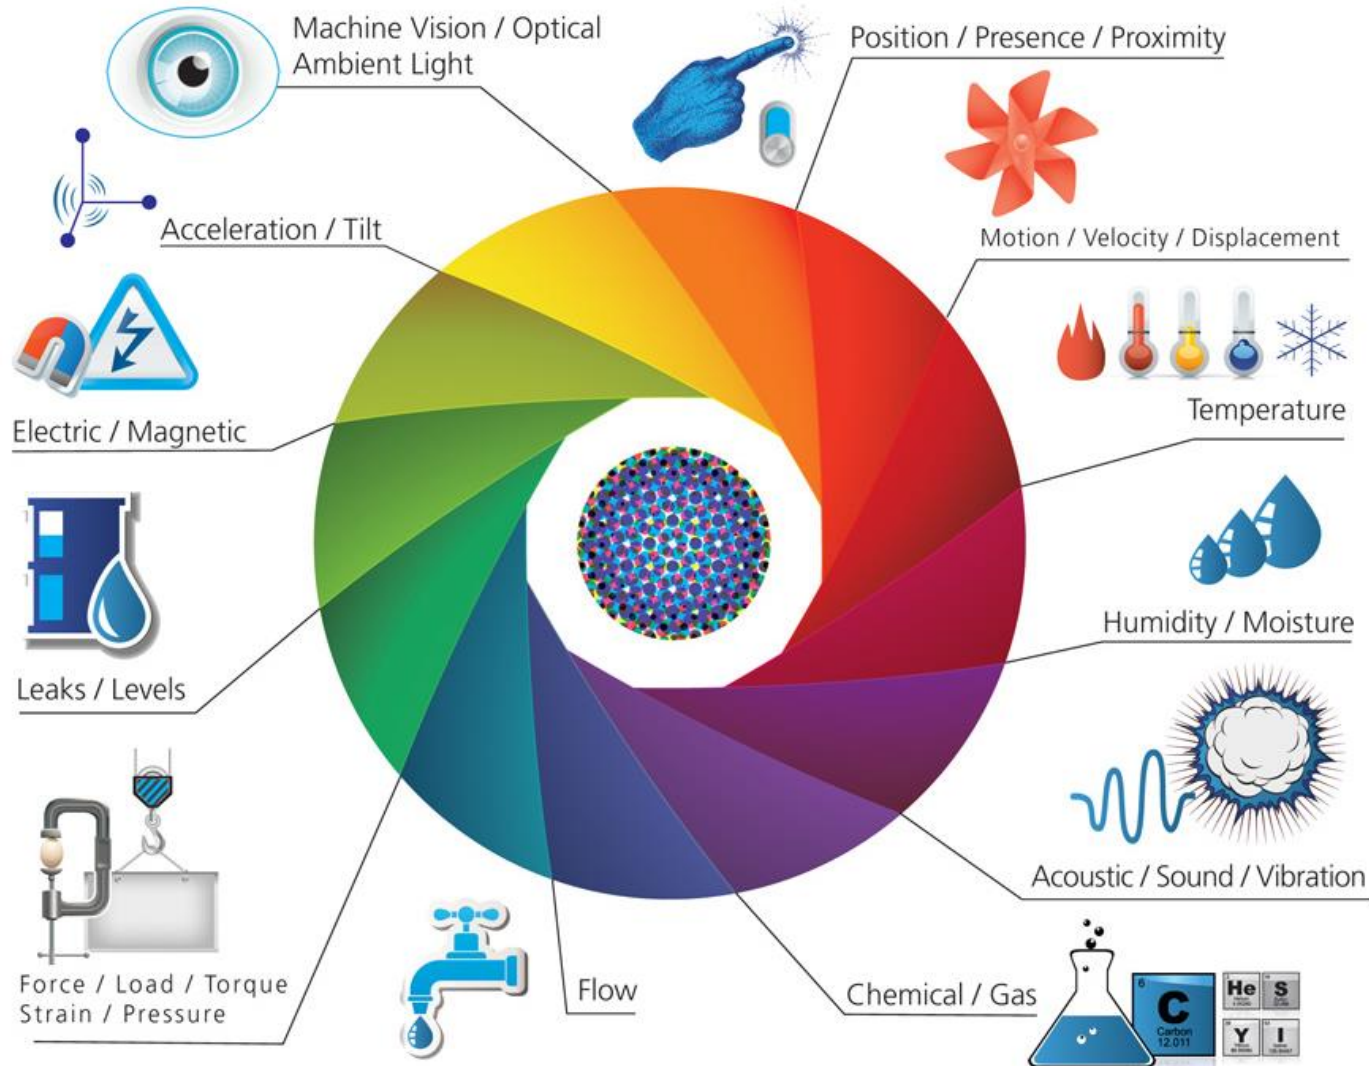 Machine Vision / Optical
Ambient Light
Position / Presence / Proximity
Acceleration / Tilt
Motion / Velocity / Displacement
Electric / Magnetic
Temperature
Leaks / Levels
Humidity / Moisture
Force / Load / Torque
Strain / Pressure
Flow
Chemical / Gas
Acoustic / Sound / Vibration
6
C
Carbon
12.011
He
S
Y
I